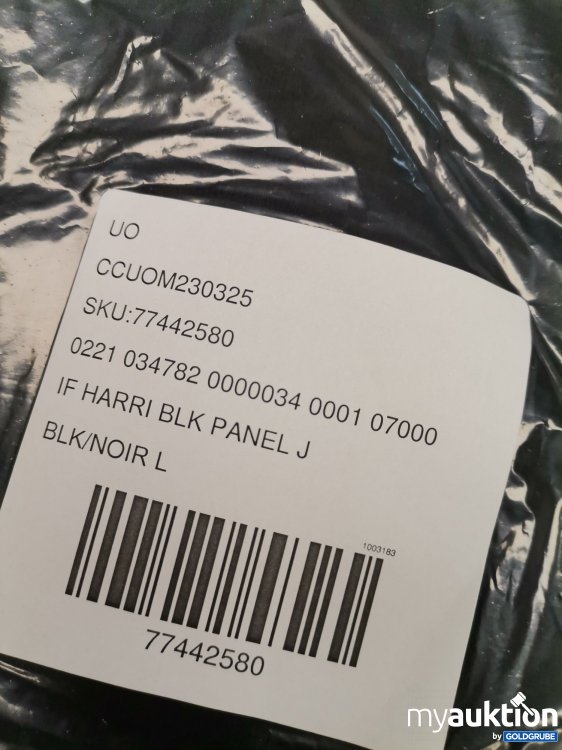 UO
CCUOM230325
SKU:77442580
0221 034782 0000034 0001 07000
IF HARRI BLK PANEL J
BLK/NOIR L
1003183
77442580
myauktion
by GOLDGRUBE